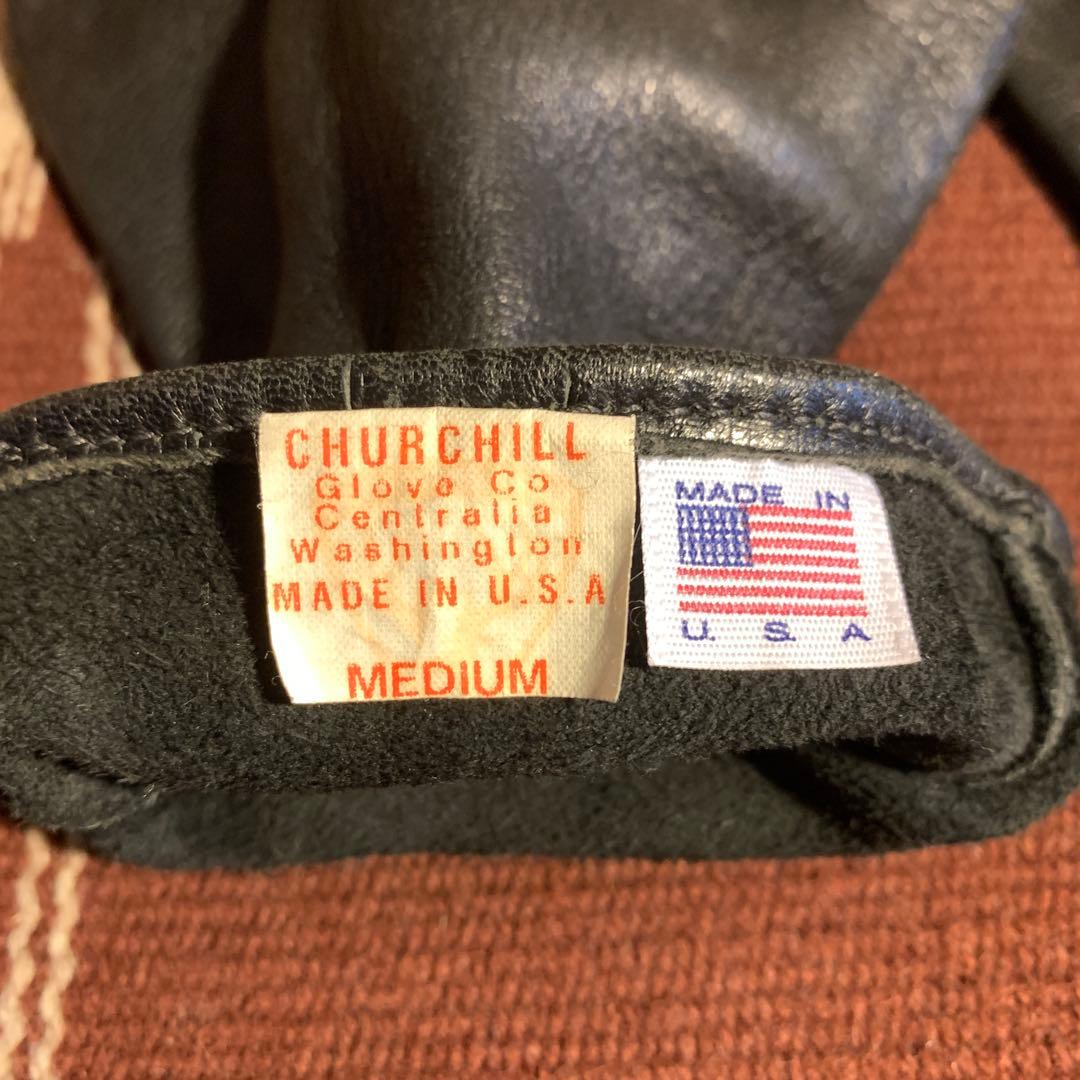 CHURCHILL
Glove Co
Centralia
Washington
MADE IN U.S.A
MEDIUM
MADE IN
U. S. A